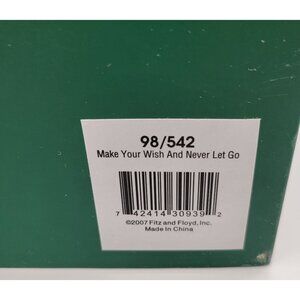 98/542
Make Your Wish And Never Let Go
7 42414 30939 2
©2007 Fitz and Floyd, Inc.
Made In China